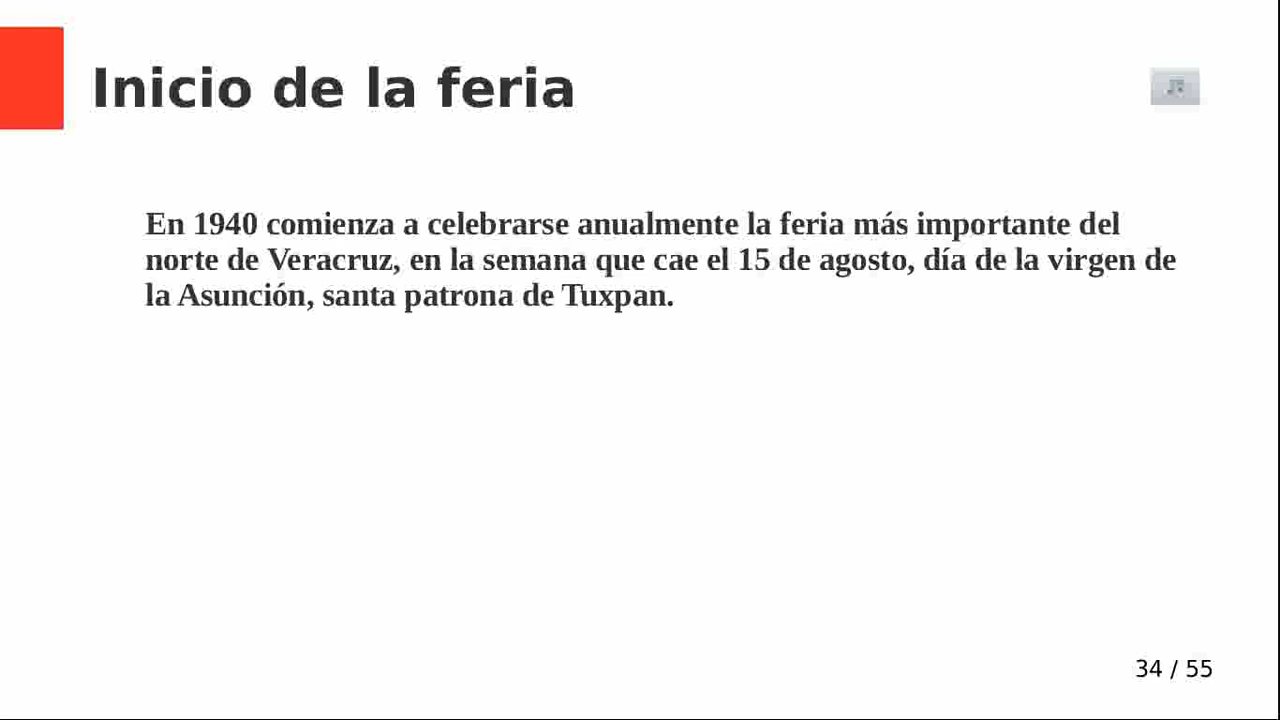 Inicio de la feria
En 1940 comienza a celebrarse anualmente la feria más importante del
norte de Veracruz, en la semana que cae el 15 de agosto, día de la virgen de
la Asunción, santa patrona de Tuxpan.
34 / 55